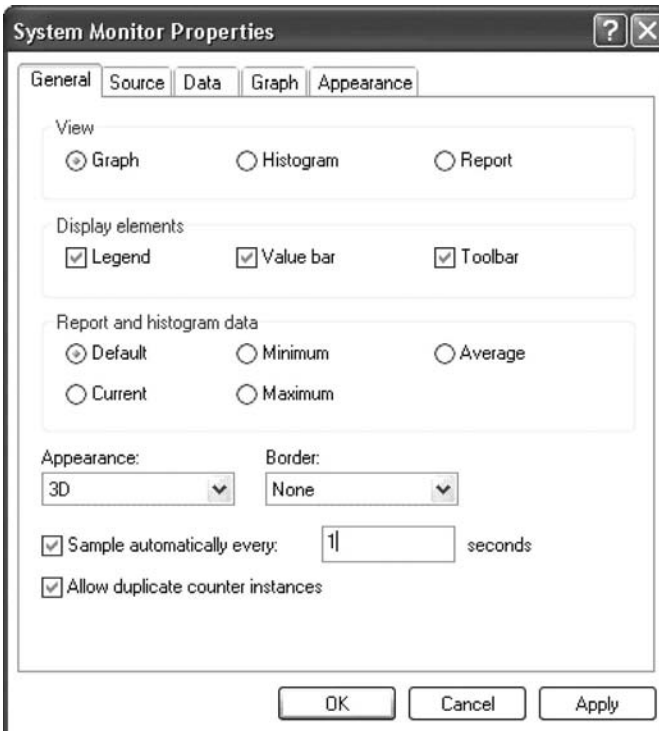 System Monitor Properties
General Source Data Graph Appearance
View
Graph Histogram Report
Display elements
Legend Value bar Toolbar
Report and histogram data
Default Minimum Average
Current Maximum
Appearance: Border:
3D None
Sample automatically every: 1 seconds
Allow duplicate counter instances
OK Cancel Apply